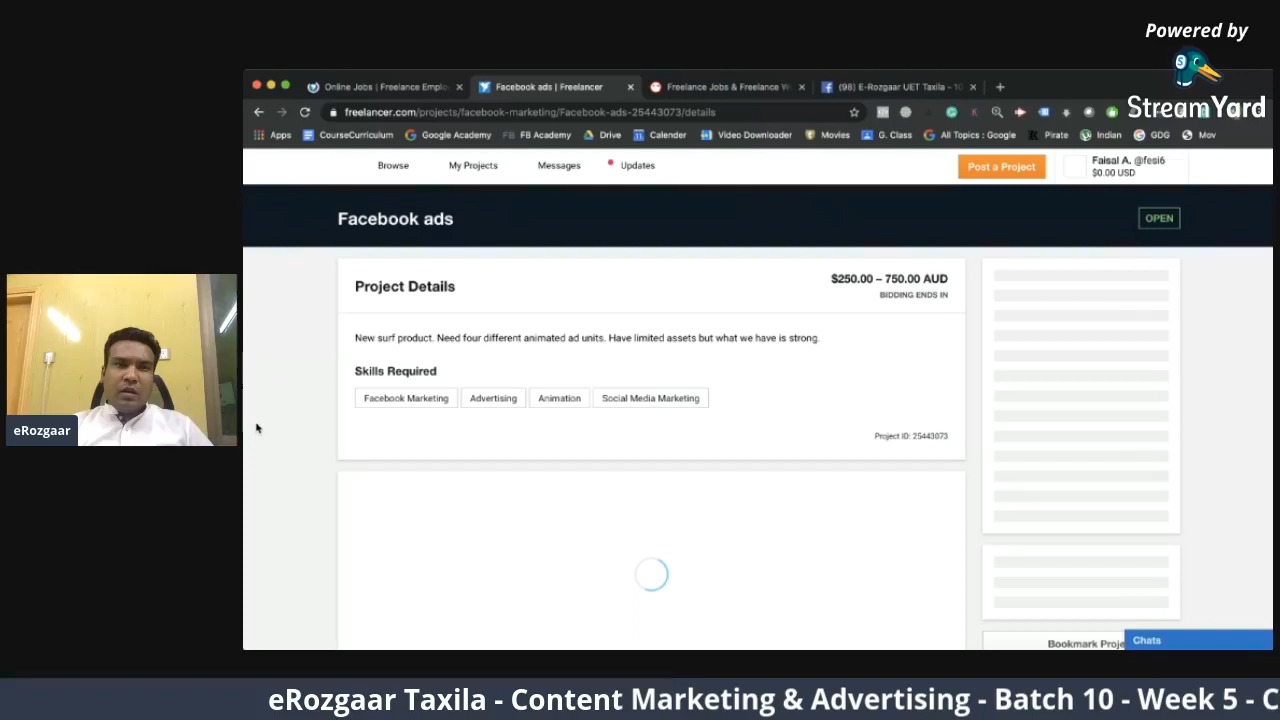 Powered by
StreamYard
Online Jobs | Freelance Emplo
Facebook ads | Freelancer
Freelance Jobs & Freelance W
(98) E-Rozgaar UET Taxila - 10
freelancer.com/projects/facebook-marketing/Facebook-ads-25443073/details
Apps CourseCurriculum Google Academy FB FB Academy Drive Calender Video Downloader Movies G. Class All Topics : Google Pirate Indian GDG Mov
Browse My Projects Messages Updates
Post a Project
Faisal A. @fesi6
$0.00 USD
Facebook ads
OPEN
Project Details
$250.00 – 750.00 AUD
BIDDING ENDS IN
New surf product. Need four different animated ad units. Have limited assets but what we have is strong.
Skills Required
Facebook Marketing Advertising Animation Social Media Marketing
Project ID: 25443073
eRozgaar
Bookmark Proje
Chats
eRozgaar Taxila - Content Marketing & Advertising - Batch 10 - Week 5 - C